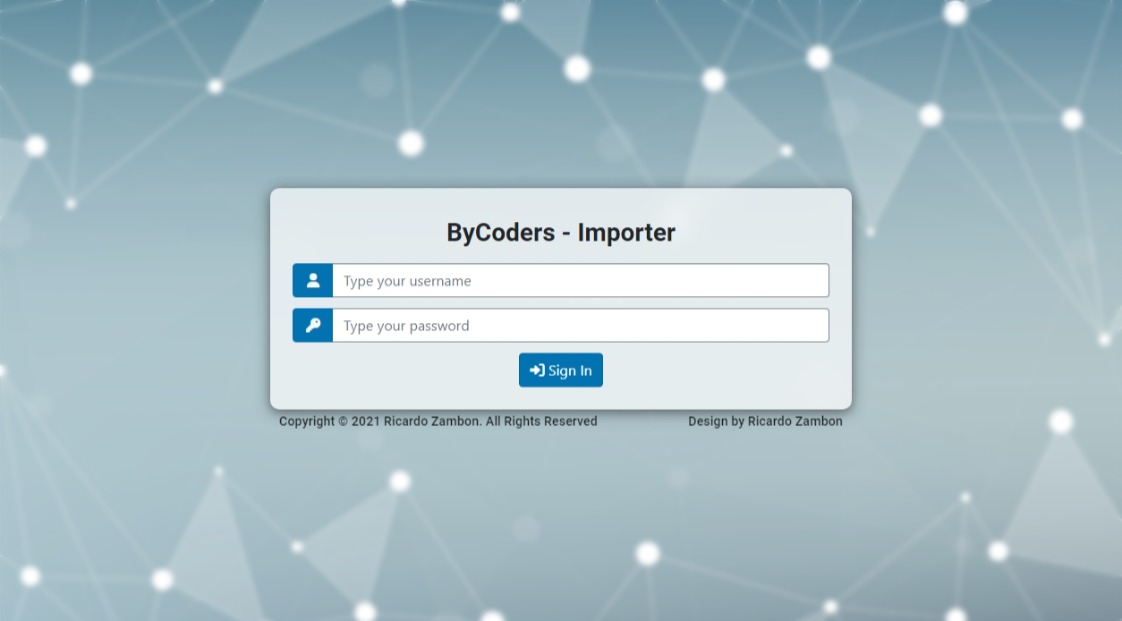 ByCoders - Importer
Type your username
Type your password
Sign In
Copyright © 2021 Ricardo Zambon. All Rights Reserved
Design by Ricardo Zambon